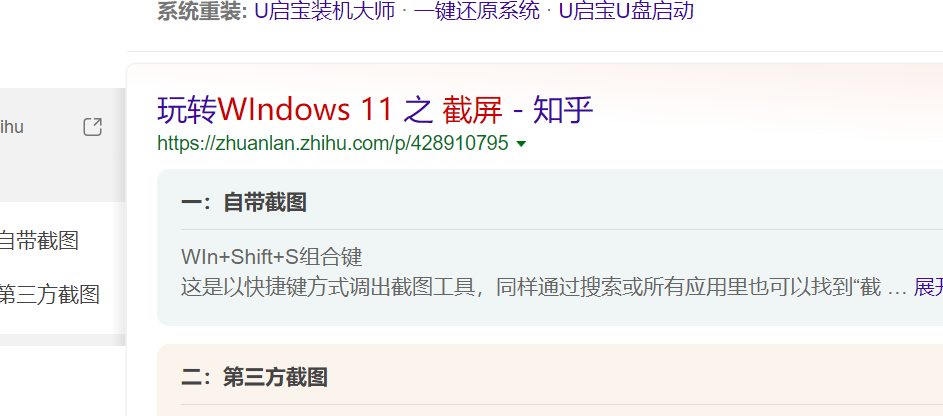 系统重装: U启宝装机大师 · 一键还原系统 · U启宝U盘启动
玩转WIndows 11 之 截屏 - 知乎
https://zhuanlan.zhihu.com/p/428910795
ihu
一：自带截图
自带截图
WIn+Shift+S组合键
这是以快捷键方式调出截图工具，同样通过搜索或所有应用里也可以找到“截 ... 展开
第三方截图
二：第三方截图